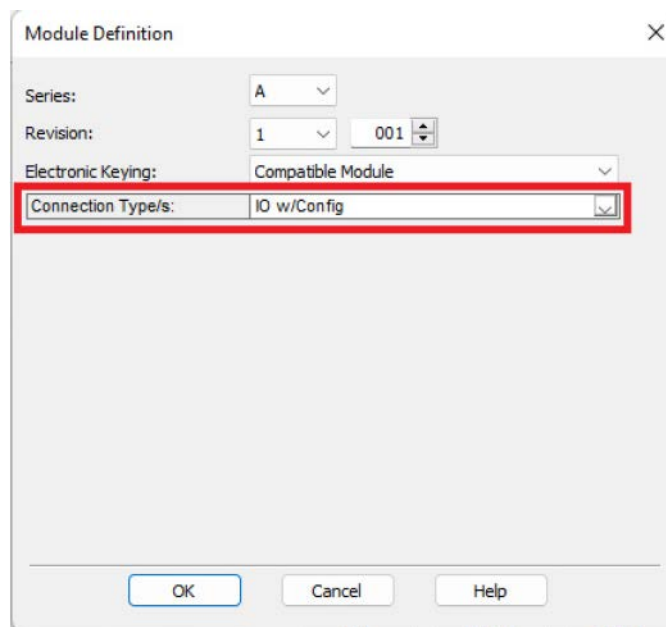 Module Definition
Series: A
Revision: 1 001
Electronic Keying: Compatible Module
Connection Type/s: IO w/Config
OK Cancel Help